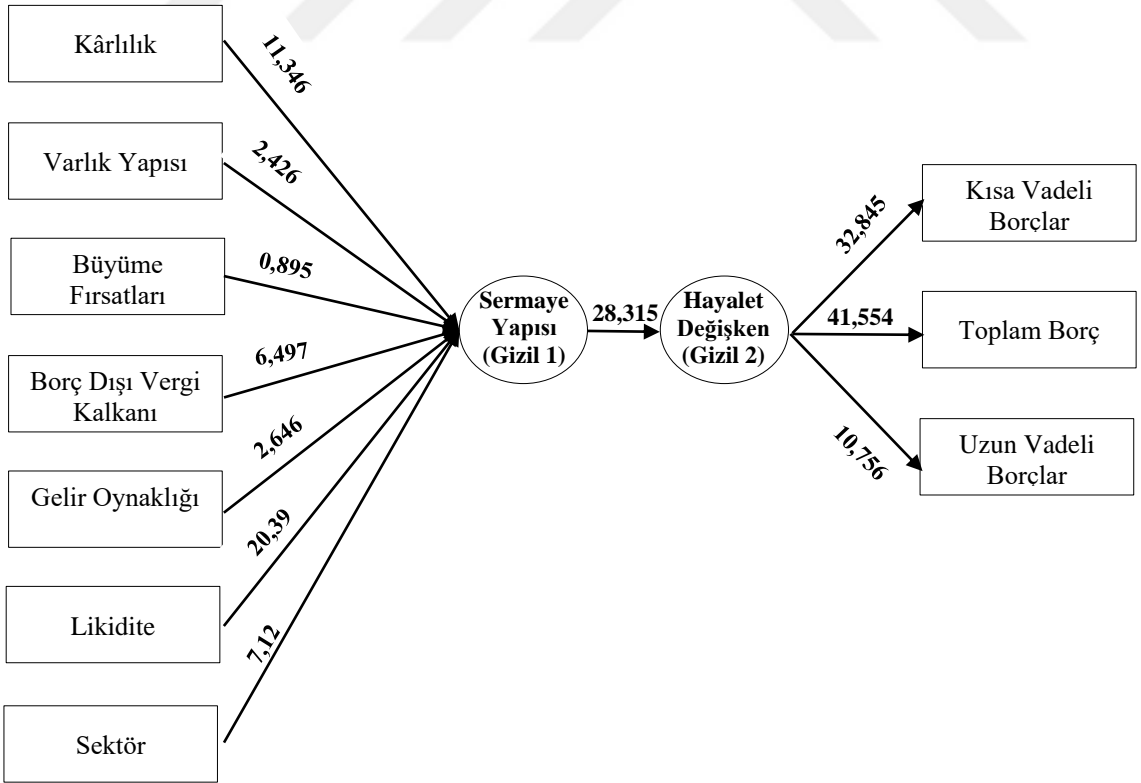 Kârlılık
11,346
Varlık Yapısı
2,426
Büyüme
Fırsatları
0,895
Borç Dışı Vergi
Kalkanı
6,497
Gelir Oynaklığı
2,646
Likidite
20,39
Sektör
7,12
Sermaye
Yapısı
(Gizil 1)
28,315
Hayalet
Değişken
(Gizil 2)
32,845
Kısa Vadeli
Borçlar
41,554
Toplam Borç
10,756
Uzun Vadeli
Borçlar